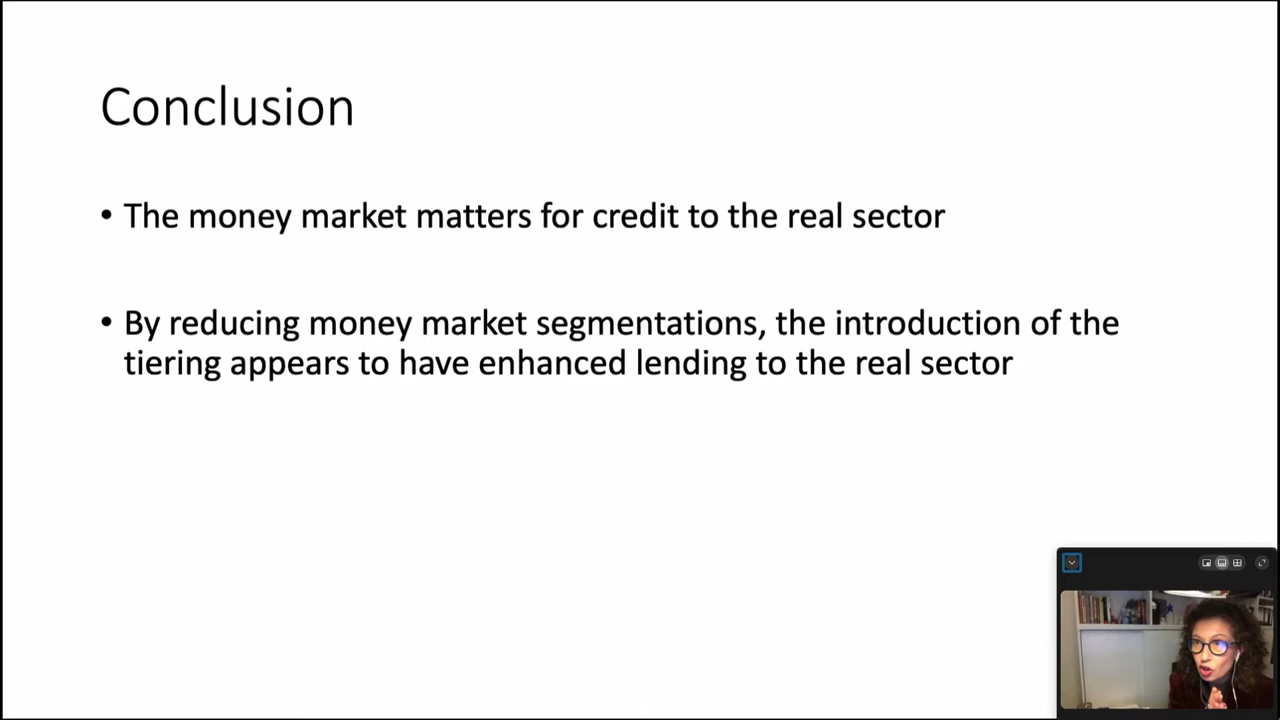 Conclusion
• The money market matters for credit to the real sector
• By reducing money market segmentations, the introduction of the
tiering appears to have enhanced lending to the real sector